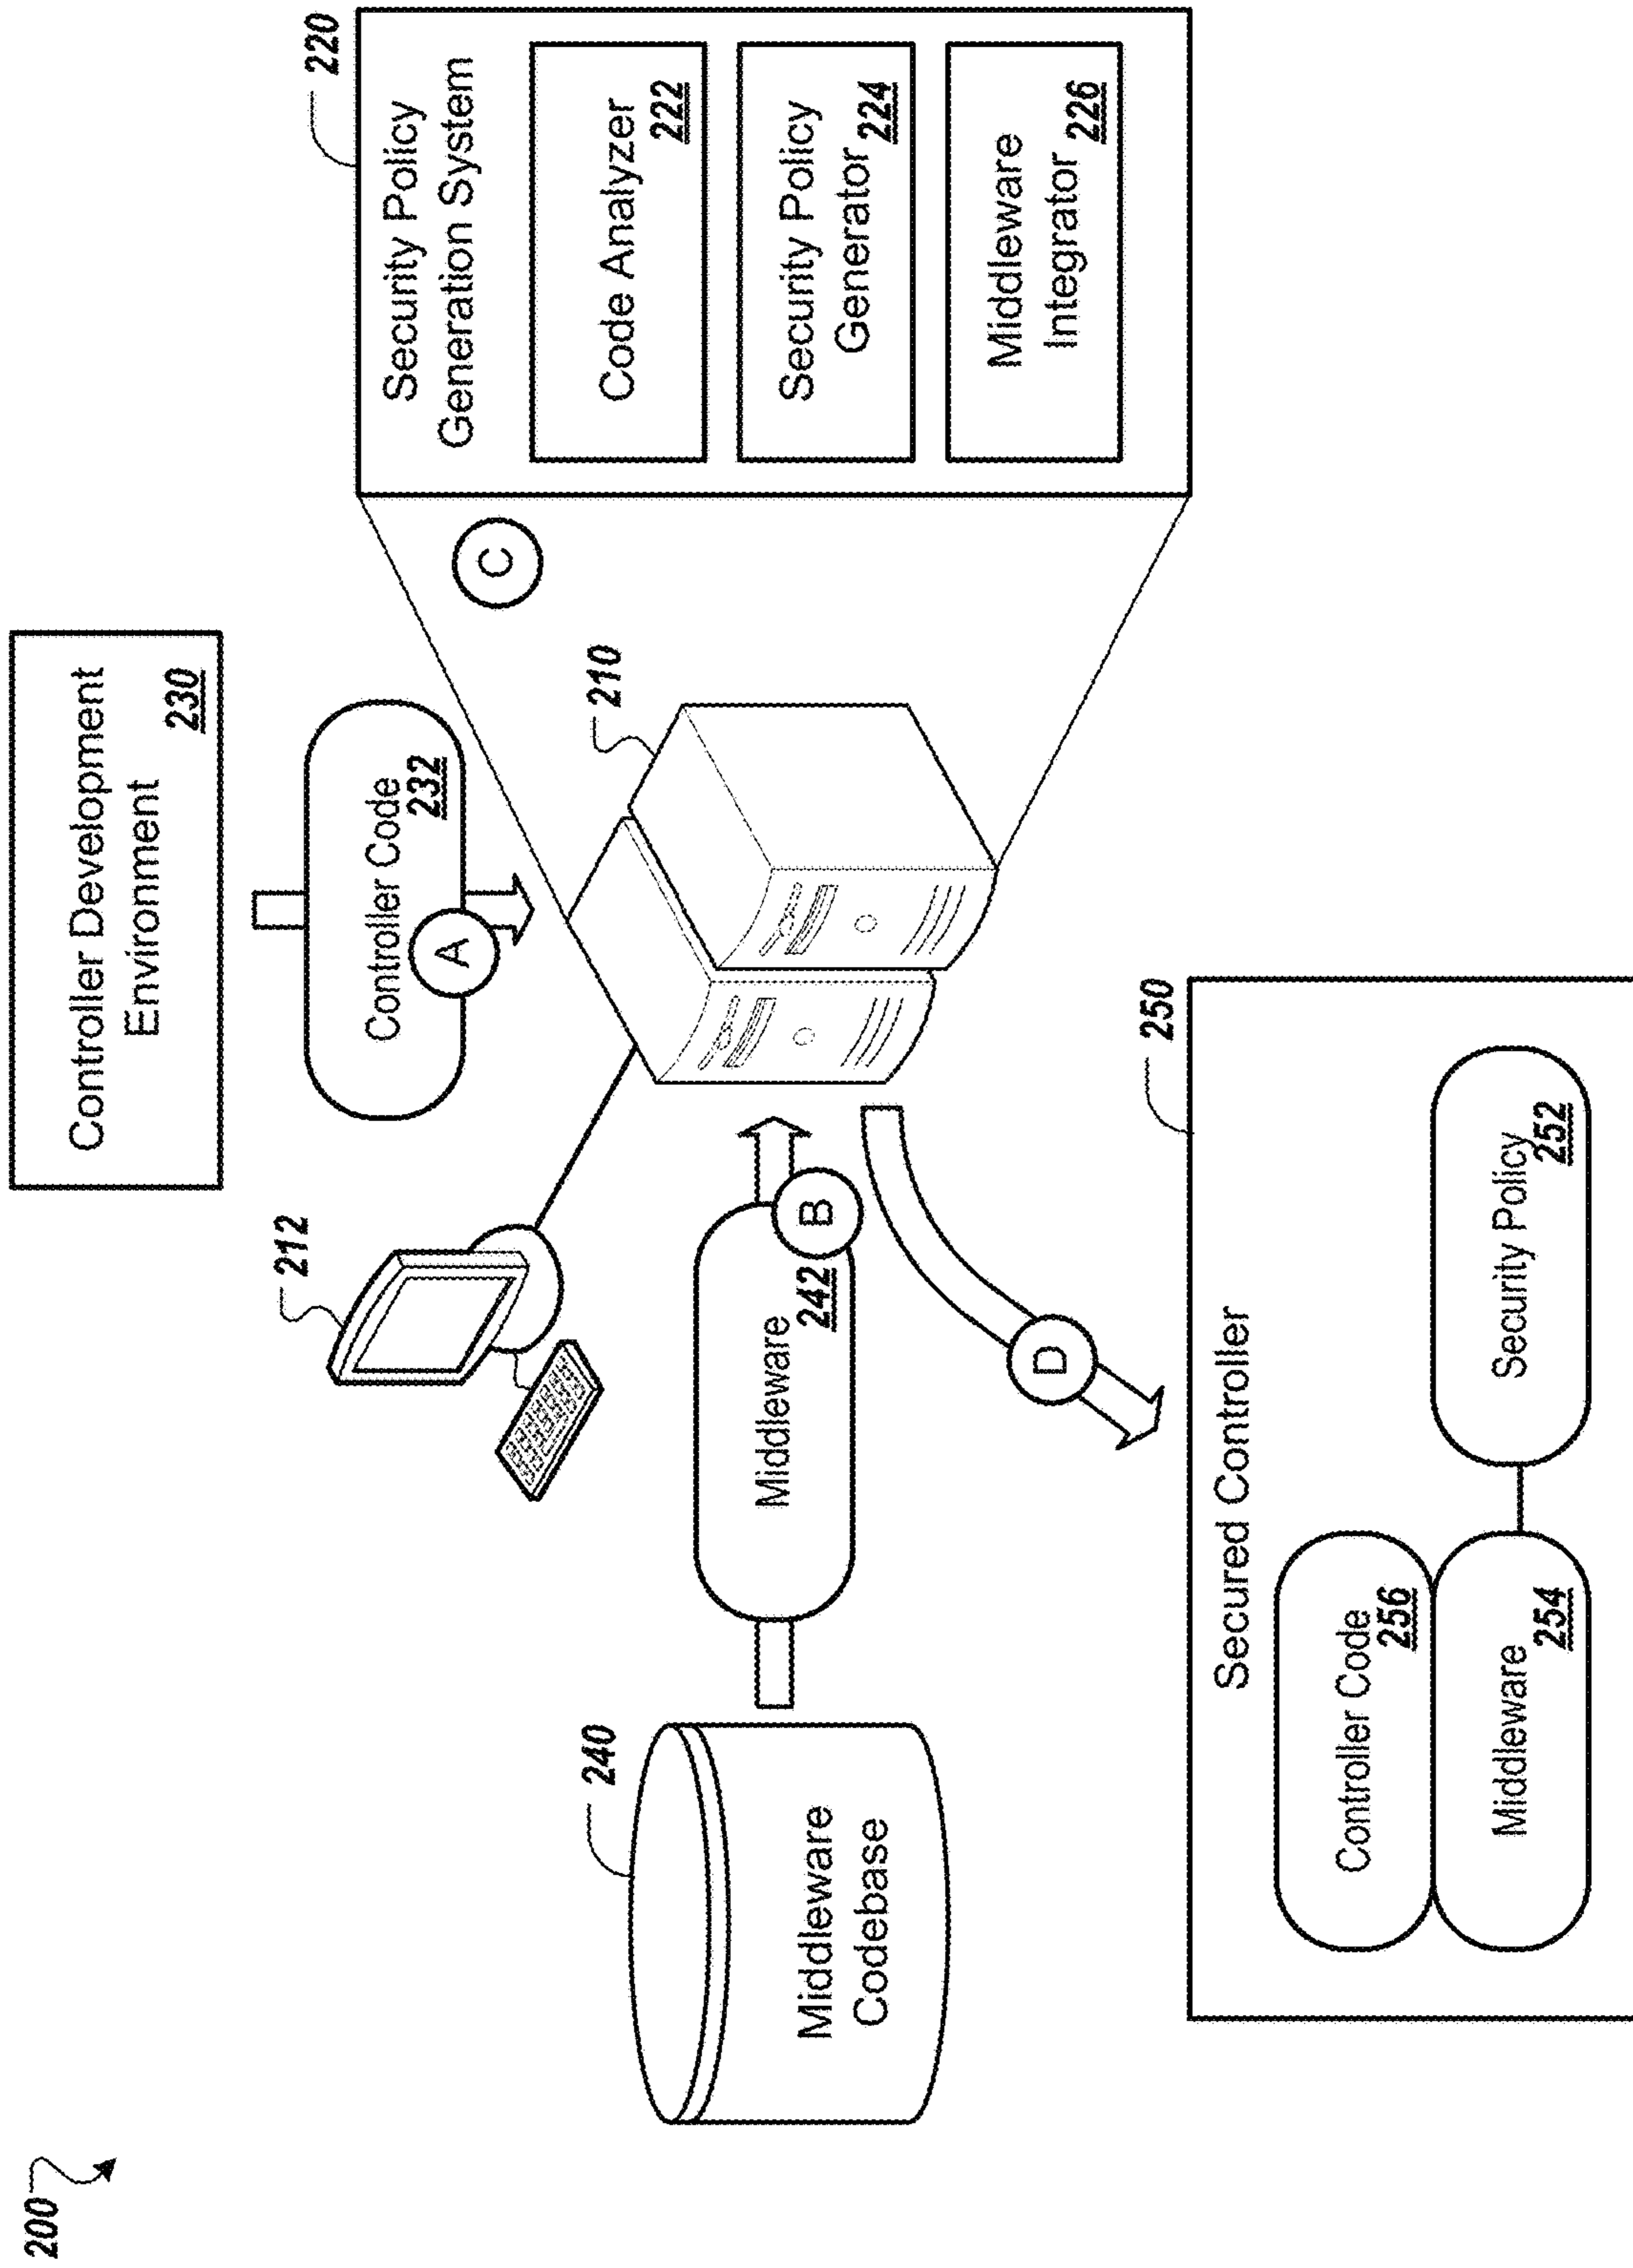 200
Controller Development
Environment
230
Controller Code
232
A
212
210
C
220
Security Policy
Generation System
Code Analyzer
222
Security Policy
Generator
224
Middleware
Integrator
226
240
Middleware
Codebase
Middleware
242
B
D
250
Secured Controller
Controller Code
256
Middleware
254
Security Policy
252